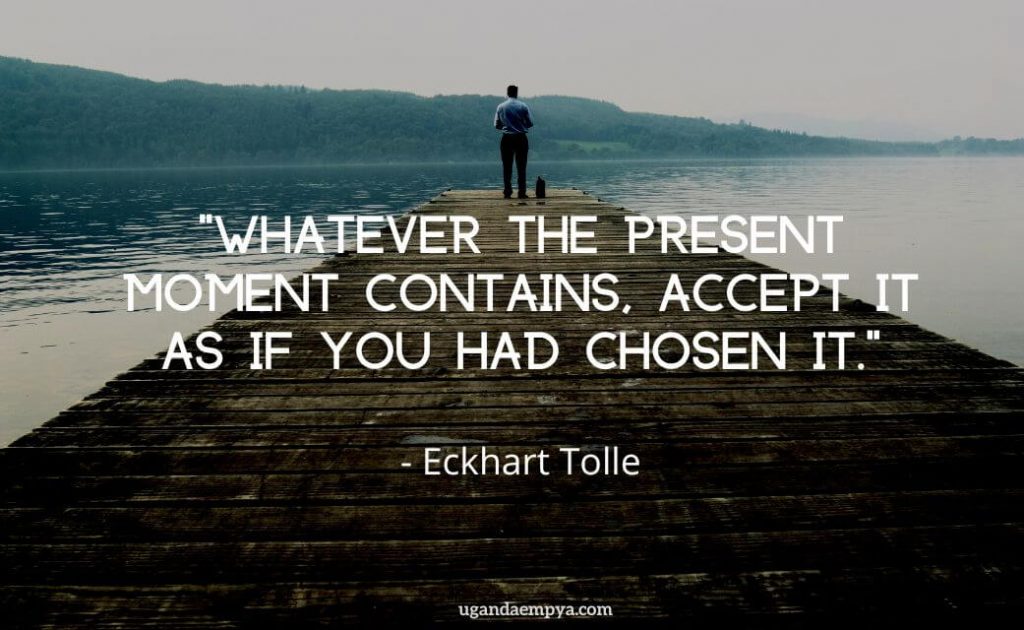 "WHATEVER THE PRESENT
MOMENT CONTAINS, ACCEPT IT
AS IF YOU HAD CHOSEN IT."
- Eckhart Tolle
ugandaempya.com